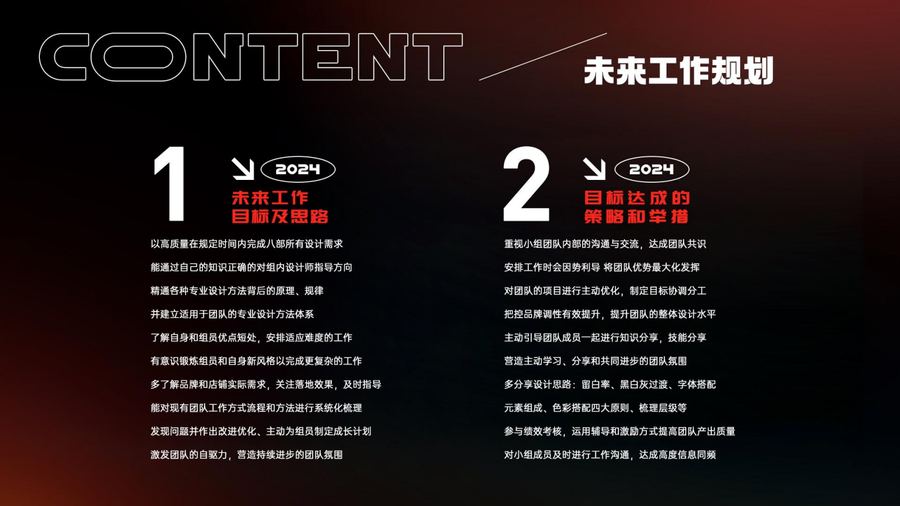 CONTENT
未来工作规划
1
2024
未来工作
目标及思路
以高质量在规定时间内完成八部所有设计需求
能通过自己的知识正确的对组内设计师指导方向
精通各种专业设计方法背后的原理、规律
并建立适用于团队的专业设计方法体系
了解自身和组员优点短处，安排适应难度的工作
有意识锻炼组员和自身新风格以完成更复杂的工作
多了解品牌和店铺实际需求，关注落地效果，及时指导
能对现有团队工作方式流程和方法进行系统化梳理
发现问题并作出改进优化、主动为组员制定成长计划
激发团队的自驱力，营造持续进步的团队氛围
2
2024
目标达成的
策略和举措
重视小组团队内部的沟通与交流，达成团队共识
安排工作时会因势利导 将团队优势最大化发挥
对团队的项目进行主动优化，制定目标协调分工
把控品牌调性有效提升，提升团队的整体设计水平
主动引导团队成员一起进行知识分享，技能分享
营造主动学习、分享和共同进步的团队氛围
多分享设计思路：留白率、黑白灰过渡、字体搭配
元素组成、色彩搭配四大原则、梳理层级等
参与绩效考核，运用辅导和激励方式提高团队产出质量
对小组成员及时进行工作沟通，达成高度信息同频